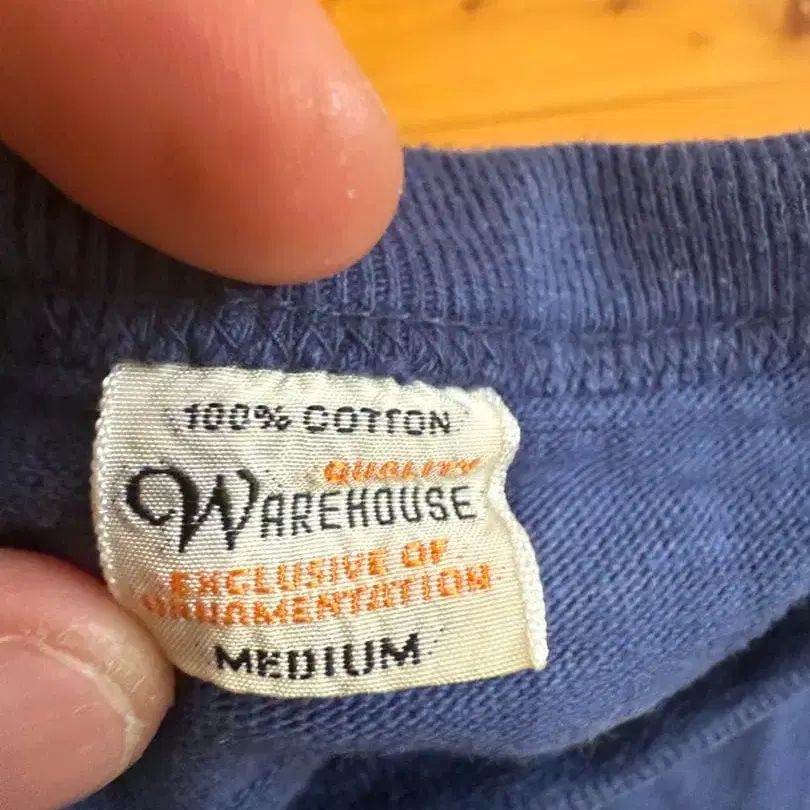 100% COTTON
QUALITY
WAREHOUSE
EXCLUSIVE OF
ORNAMENTATION
MEDIUM